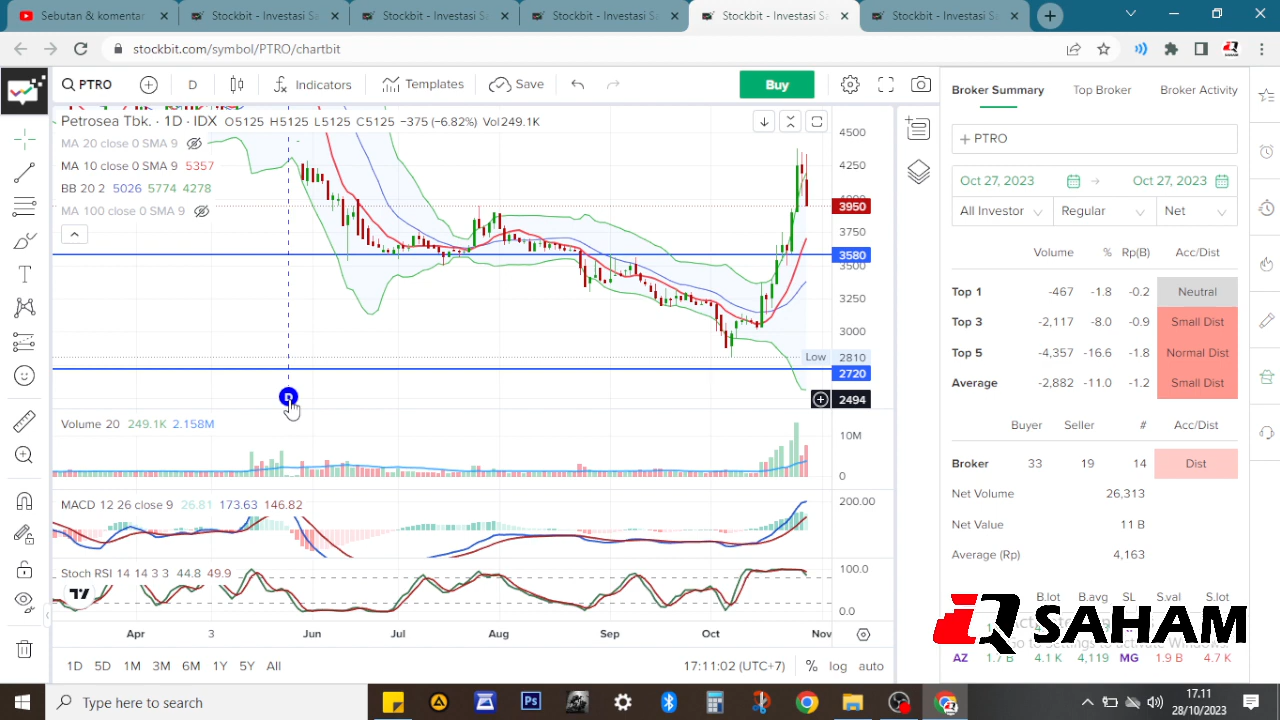 Sebutan & komentar
Stockbit - Investasi Sa
Stockbit - Investasi Sa
Stockbit - Investasi Sa
Stockbit - Investasi Sa
Stockbit - Investasi Sa
stockbit.com/symbol/PTRO/chartbit
PTRO D Indicators Templates Save Buy
Broker Summary Top Broker Broker Activity
Petrosea Tbk. · 1D · IDX O5125 H5125 L5125 C5125 −375 (−6.82%) Vol249.1K
MA 20 close 0 SMA 9
MA 10 close 0 SMA 9 5357
BB 20 2 5026 5774 4278
MA 100 close 0 SMA 9
4500
4250
4000
3950
3750
3580
3500
3250
3000
Low 2810
2720
2494
D
Volume 20 249.1K 2.158M
10M
0
MACD 12 26 close 9 26.81 173.63 146.82
200.00
0
Stoch RSI 14 14 3 3 44.8 49.9
100.0
0.0
Apr 3 Jun Jul Aug Sep Oct Nov
1D 5D 1M 3M 6M 1Y 5Y All
17:11:02 (UTC+7) % log auto
+ PTRO
Oct 27, 2023 → Oct 27, 2023
All Investor Regular Net
Volume % Rp(B) Acc/Dist
Top 1 -467 -1.8 -0.2 Neutral
Top 3 -2,117 -8.0 -0.9 Small Dist
Top 5 -4,357 -16.6 -1.8 Normal Dist
Average -2,882 -11.0 -1.2 Small Dist
Buyer Seller # Acc/Dist
Broker 33 19 14 Dist
Net Volume 26,313
Net Value 11 B
Average (Rp) 4,163
B.lot B.avg SL S.val S.lot
IQ SAHAM
Go to Settings to activate Windows.
AZ 1.7 B 4.1 K 4,119 MG 1.9 B 4.7 K
Type here to search
Ps
17.11
28/10/2023